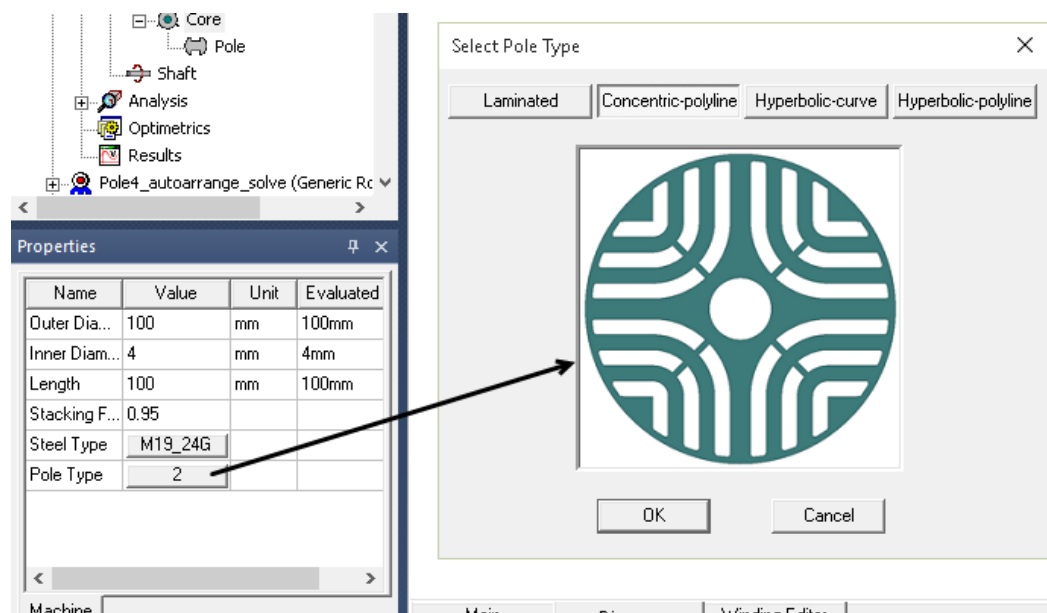 Core
Pole
Shaft
Analysis
Optimetrics
Results
Pole4_autoarrange_solve (Generic Rc
Properties
Name Value Unit Evaluated
Outer Dia... 100 mm 100mm
Inner Diam... 4 mm 4mm
Length 100 mm 100mm
Stacking F... 0.95
Steel Type M19_24G
Pole Type 2
Machine
Select Pole Type
Laminated Concentric-polyline Hyperbolic-curve Hyperbolic-polyline
OK Cancel
Main Winding Editor